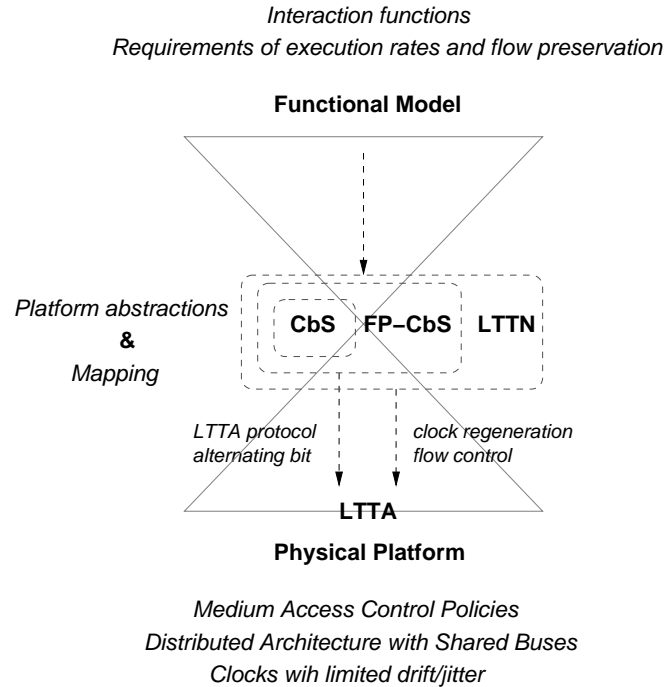 Interaction functions
Requirements of execution rates and flow preservation
Functional Model
Platform abstractions
&
Mapping
CbS FP–CbS LTTN
LTTA protocol
alternating bit
clock regeneration
flow control
LTTA
Physical Platform
Medium Access Control Policies
Distributed Architecture with Shared Buses
Clocks wih limited drift/jitter